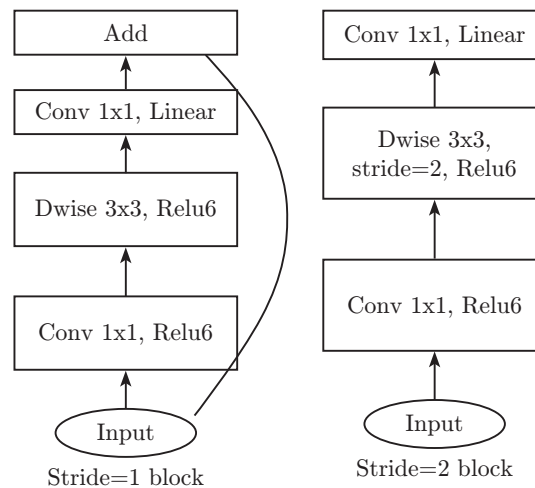 Add
Conv 1x1, Linear
Dwise 3x3, Relu6
Conv 1x1, Relu6
Input
Stride=1 block
Conv 1x1, Linear
Dwise 3x3,
stride=2, Relu6
Conv 1x1, Relu6
Input
Stride=2 block